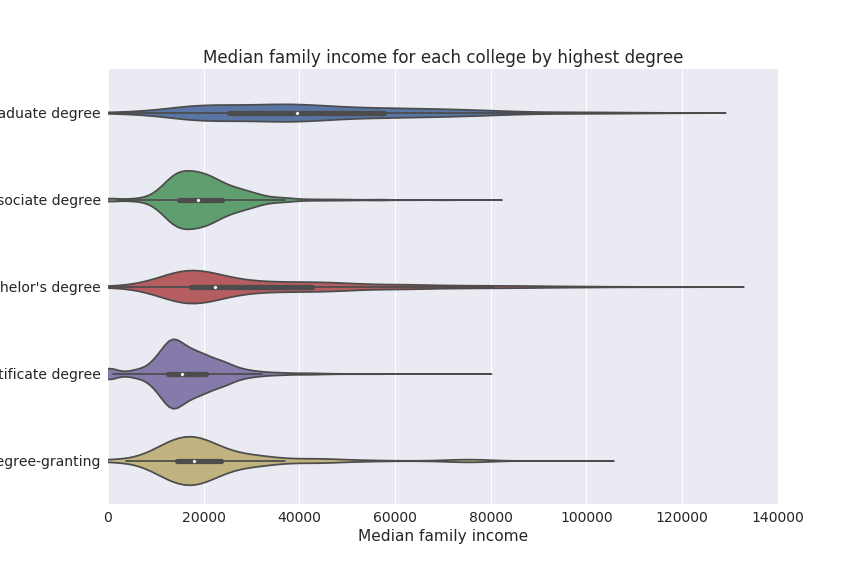 Median family income for each college by highest degree
aduate degree
sociate degree
helor's degree
tificate degree
egree-granting
0 20000 40000 60000 80000 100000 120000 140000
Median family income